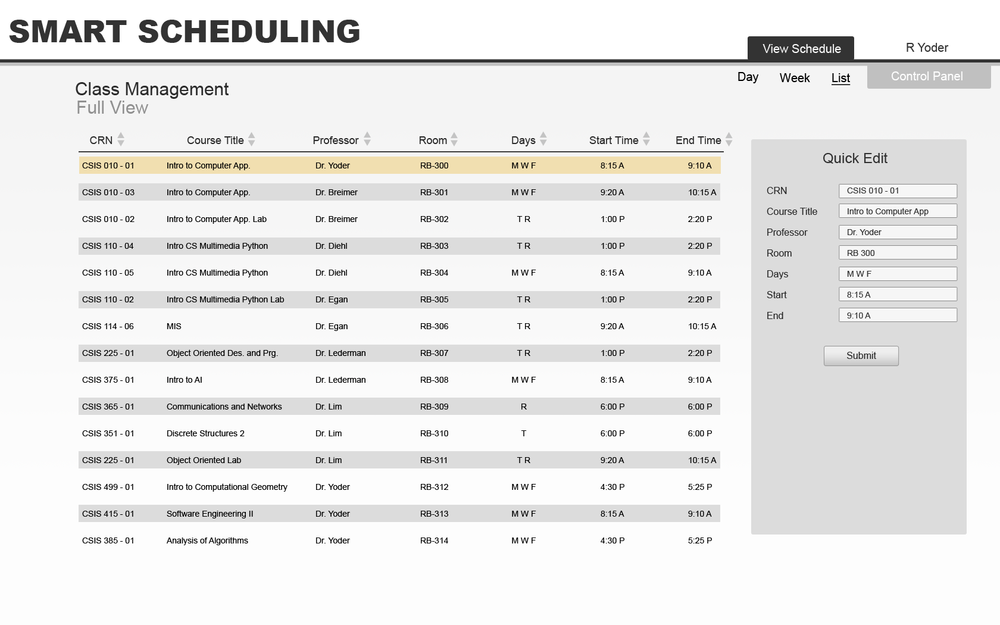 SMART SCHEDULING
View Schedule R Yoder
Day Week List Control Panel
Class Management
Full View
CRN Course Title Professor Room Days Start Time End Time
CSIS 010 - 01 Intro to Computer App. Dr. Yoder RB-300 M W F 8:15 A 9:10 A
CSIS 010 - 03 Intro to Computer App. Dr. Breimer RB-301 M W F 9:20 A 10:15 A
CSIS 010 - 02 Intro to Computer App. Lab Dr. Breimer RB-302 T R 1:00 P 2:20 P
CSIS 110 - 04 Intro CS Multimedia Python Dr. Diehl RB-303 T R 1:00 P 2:20 P
CSIS 110 - 05 Intro CS Multimedia Python Dr. Diehl RB-304 M W F 8:15 A 9:10 A
CSIS 110 - 02 Intro CS Multimedia Python Lab Dr. Egan RB-305 T R 1:00 P 2:20 P
CSIS 114 - 06 MIS Dr. Egan RB-306 T R 9:20 A 10:15 A
CSIS 225 - 01 Object Oriented Des. and Prg. Dr. Lederman RB-307 T R 1:00 P 2:20 P
CSIS 375 - 01 Intro to AI Dr. Lederman RB-308 M W F 8:15 A 9:10 A
CSIS 365 - 01 Communications and Networks Dr. Lim RB-309 R 6:00 P 6:00 P
CSIS 351 - 01 Discrete Structures 2 Dr. Lim RB-310 T 6:00 P 6:00 P
CSIS 225 - 01 Object Oriented Lab Dr. Lim RB-311 T R 9:20 A 10:15 A
CSIS 499 - 01 Intro to Computational Geometry Dr. Yoder RB-312 M W F 4:30 P 5:25 P
CSIS 415 - 01 Software Engineering II Dr. Yoder RB-313 M W F 8:15 A 9:10 A
CSIS 385 - 01 Analysis of Algorithms Dr. Yoder RB-314 M W F 4:30 P 5:25 P
Quick Edit
CRN CSIS 010 - 01
Course Title Intro to Computer App
Professor Dr. Yoder
Room RB 300
Days M W F
Start 8:15 A
End 9:10 A
Submit